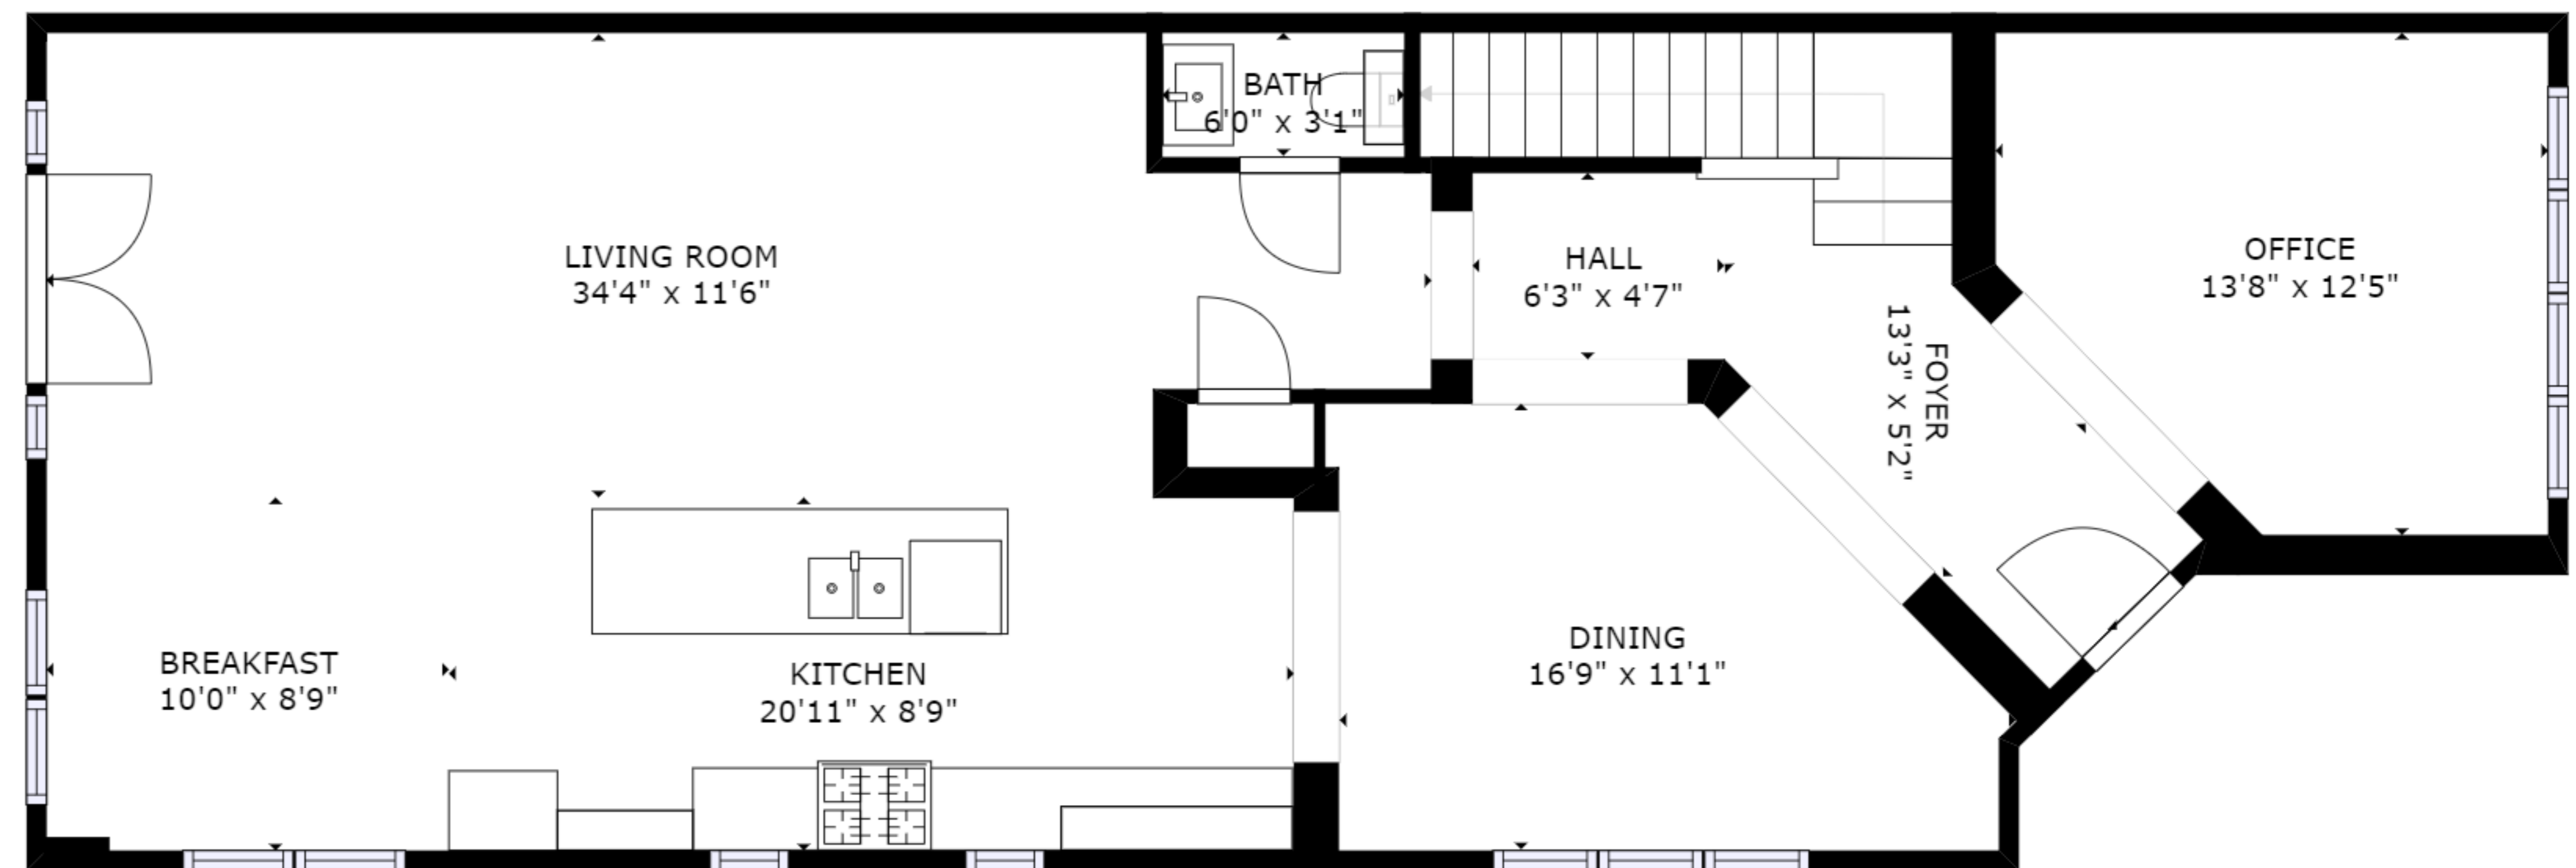 BATH
6'0" x 3'1"
LIVING ROOM
34'4" x 11'6"
HALL
6'3" x 4'7"
OFFICE
13'8" x 12'5"
FOYER
13'3" x 5'2"
BREAKFAST
10'0" x 8'9"
KITCHEN
20'11" x 8'9"
DINING
16'9" x 11'1"